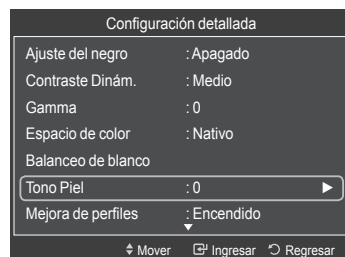 Configuración detallada
Ajuste del negro : Apagado
Contraste Dinám. : Medio
Gamma : 0
Espacio de color : Nativo
Balanceo de blanco
Tono Piel : 0 ►
Mejora de perfiles : Encendido
▼
Mover Ingresar Regresar